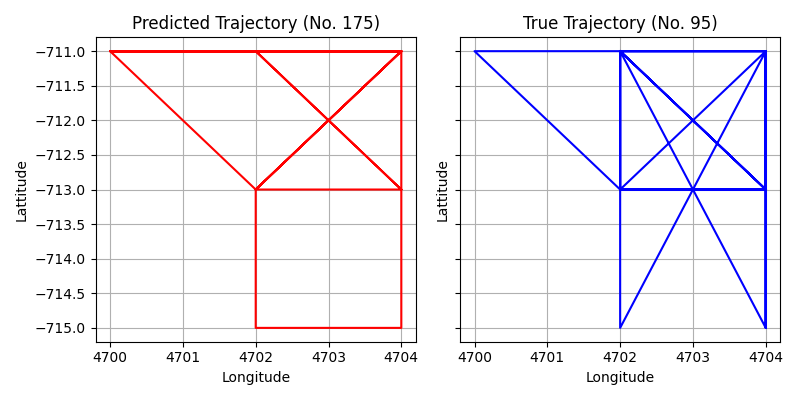 Predicted Trajectory (No. 175)
True Trajectory (No. 95)
−711.0
−711.5
−712.0
−712.5
−713.0
−713.5
−714.0
−714.5
−715.0
Lattitude
Lattitude
4700 4701 4702 4703 4704
4700 4701 4702 4703 4704
Longitude
Longitude